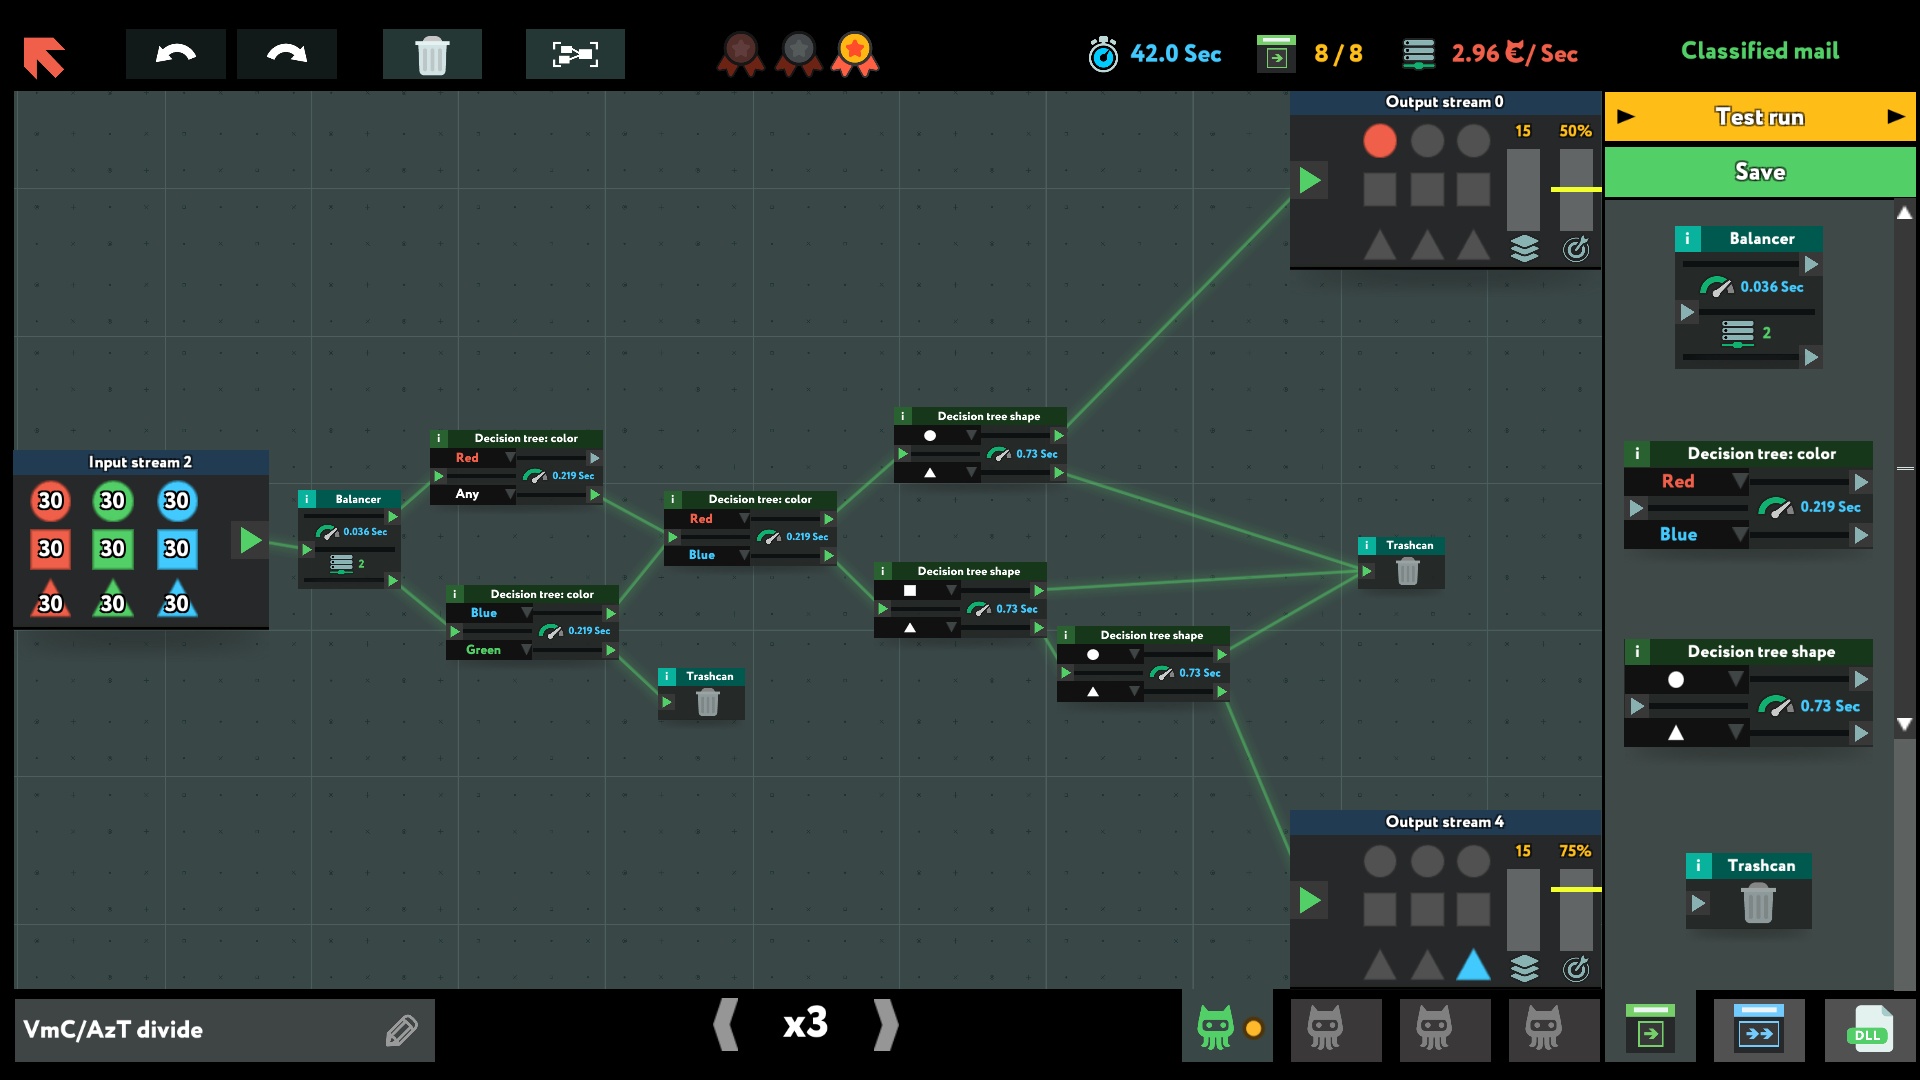 42.0 Sec
8 / 8
2.96 / Sec
Classified mail
Test run
Save
Output stream 0
15
50%
Balancer
0.036 Sec
2
Decision tree: color
Red
0.219 Sec
Blue
Decision tree shape
0.73 Sec
Trashcan
Input stream 2
30 30 30
30 30 30
30 30 30
Balancer
0.036 Sec
2
Decision tree: color
Red
0.219 Sec
Any
Decision tree: color
Blue
0.219 Sec
Green
Trashcan
Decision tree: color
Red
0.219 Sec
Blue
Decision tree shape
0.73 Sec
Decision tree shape
0.73 Sec
Decision tree shape
0.73 Sec
Trashcan
Output stream 4
15
75%
VmC/AzT divide
x3
DLL